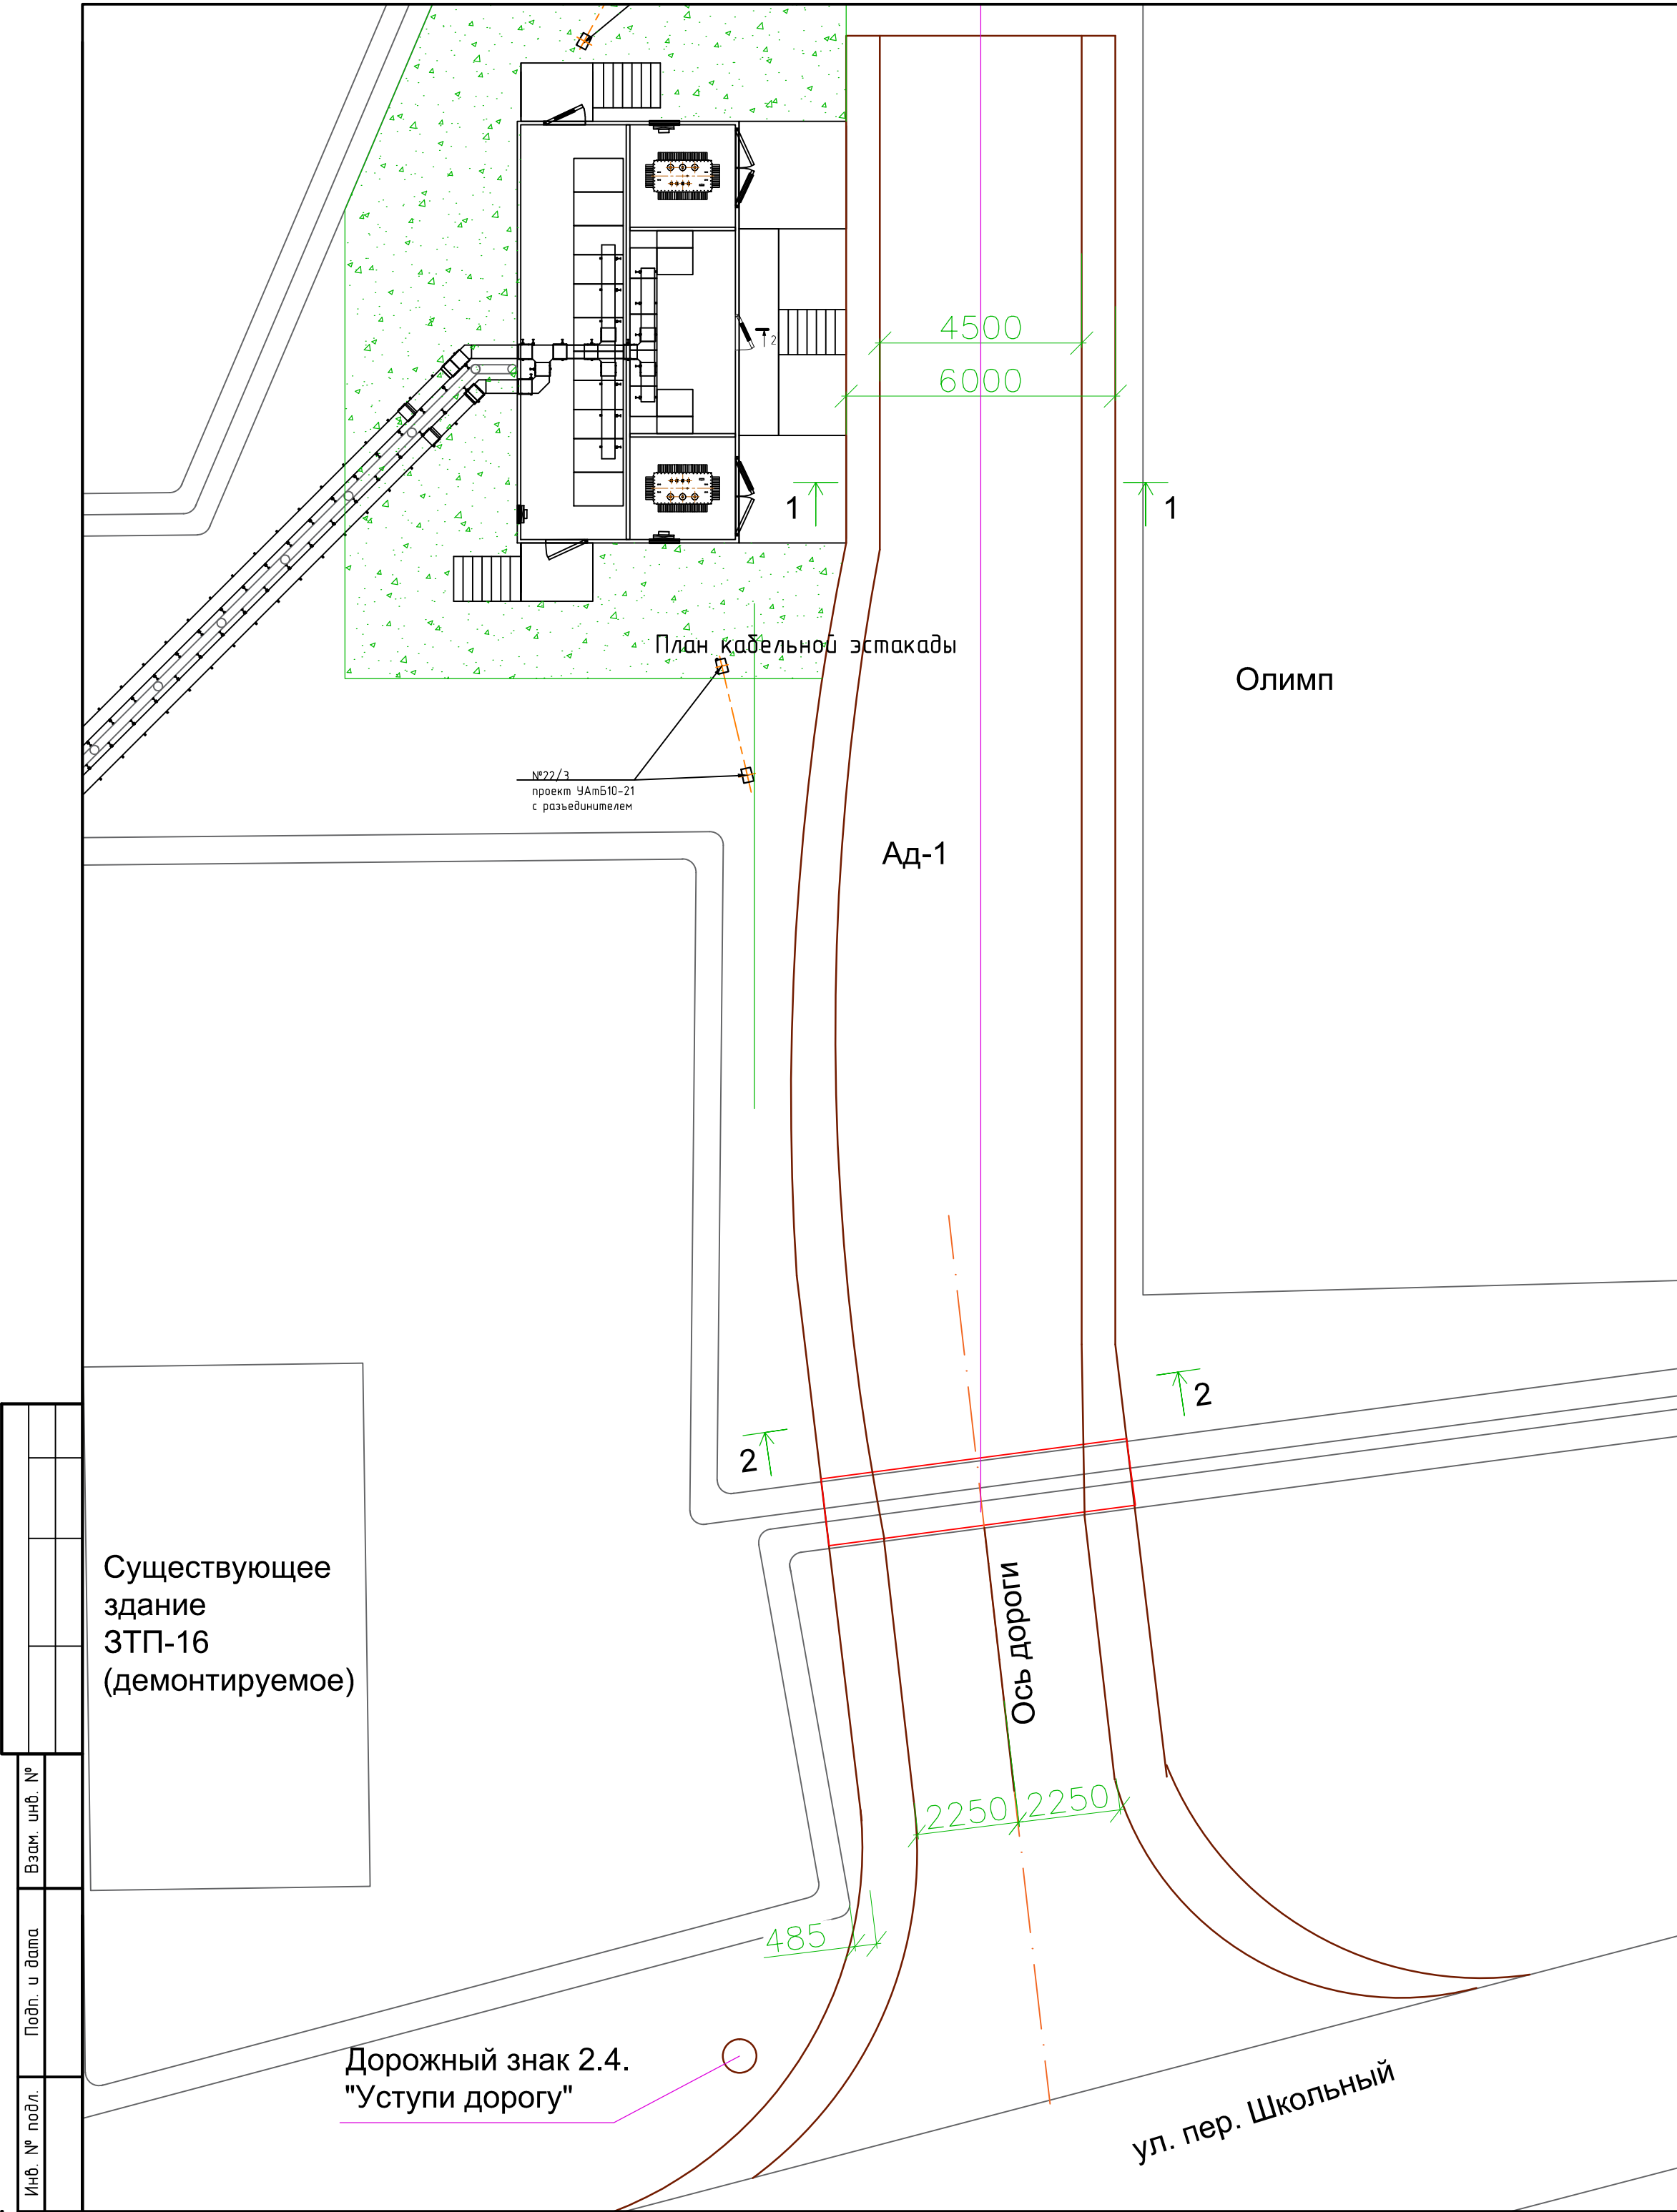 4500
6000
2
1
1
План кабельной эстакады
Олимп
№22/3
проект УАтБ10-21
с разъединителем
Ад-1
2
2
Существующее
здание
ЗТП-16
(демонтируемое)
Ось дороги
2250
2250
485
Дорожный знак 2.4.
"Уступи дорогу"
ул. пер. Школьный
Взам. инв. №
Подп. и дата
Инв. № подл.